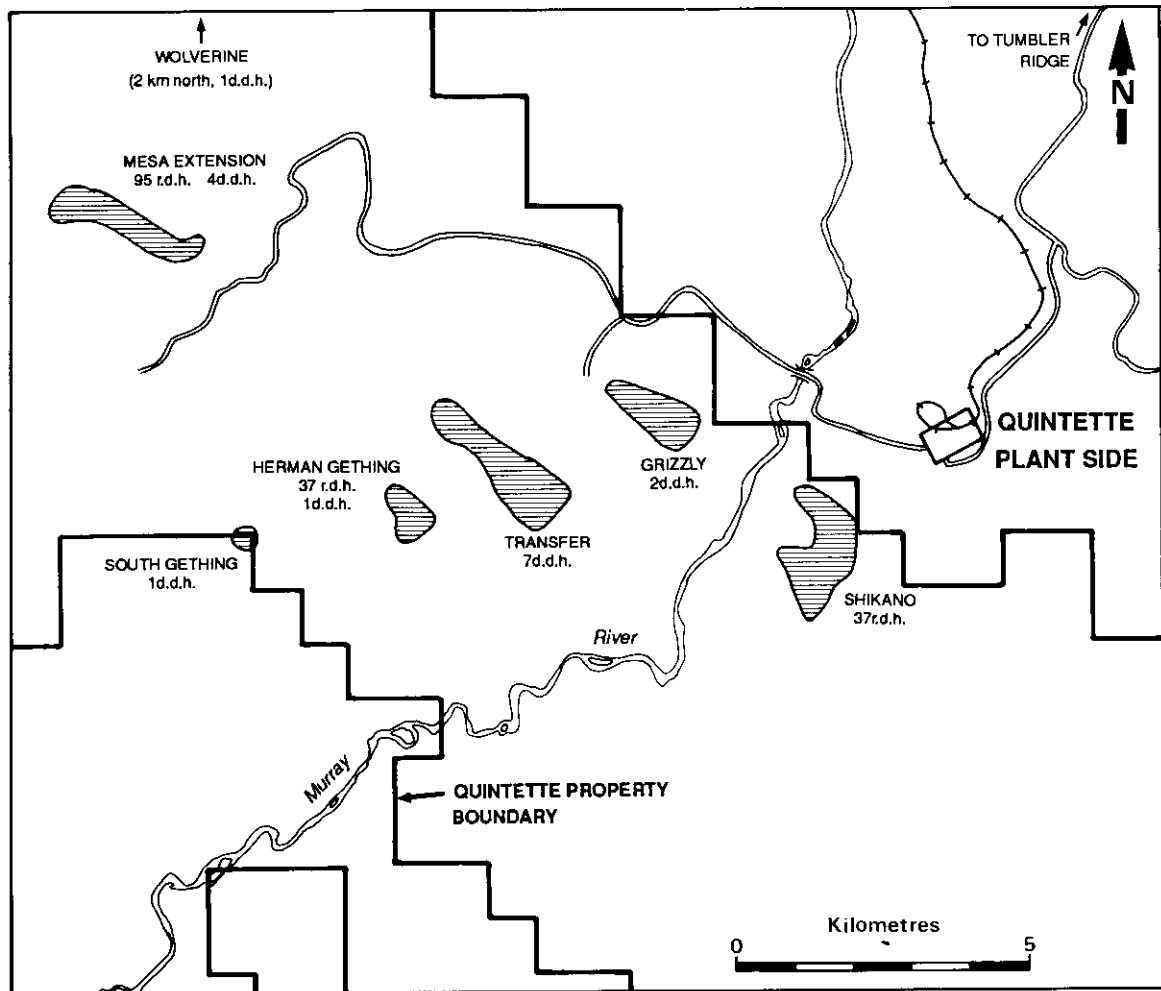 WOLVERINE
(2 km north, 1d.d.h.)
TO TUMBLER
RIDGE
N
MESA EXTENSION
95 r.d.h. 4d.d.h.
QUINTETTE
PLANT SIDE
HERMAN GETHING
37 r.d.h.
1d.d.h.
GRIZZLY
2d.d.h.
TRANSFER
7d.d.h.
SOUTH GETHING
1d.d.h.
SHIKANO
37r.d.h.
River
Murray
QUINTETTE PROPERTY
BOUNDARY
Kilometres
0 5